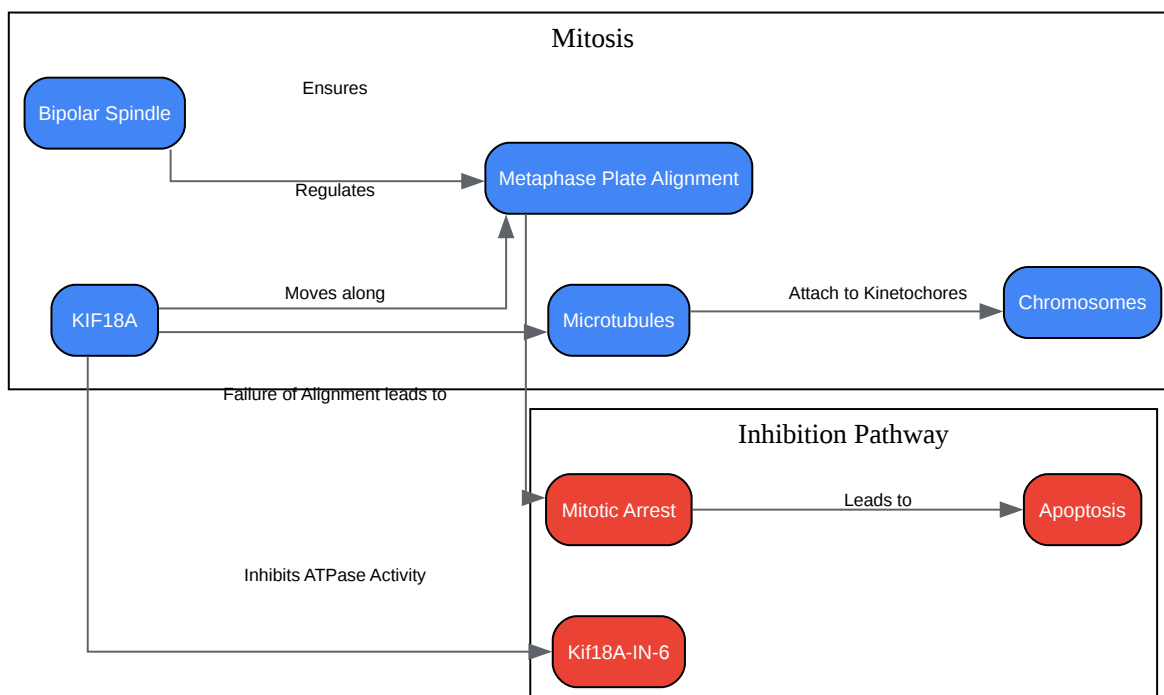 Mitosis
Ensures
Bipolar Spindle
Metaphase Plate Alignment
Regulates
Moves along
Attach to Kinetochores
Chromosomes
KIF18A
Microtubules
Failure of Alignment leads to
Inhibition Pathway
Mitotic Arrest
Leads to
Apoptosis
Inhibits ATPase Activity
Kif18A-IN-6